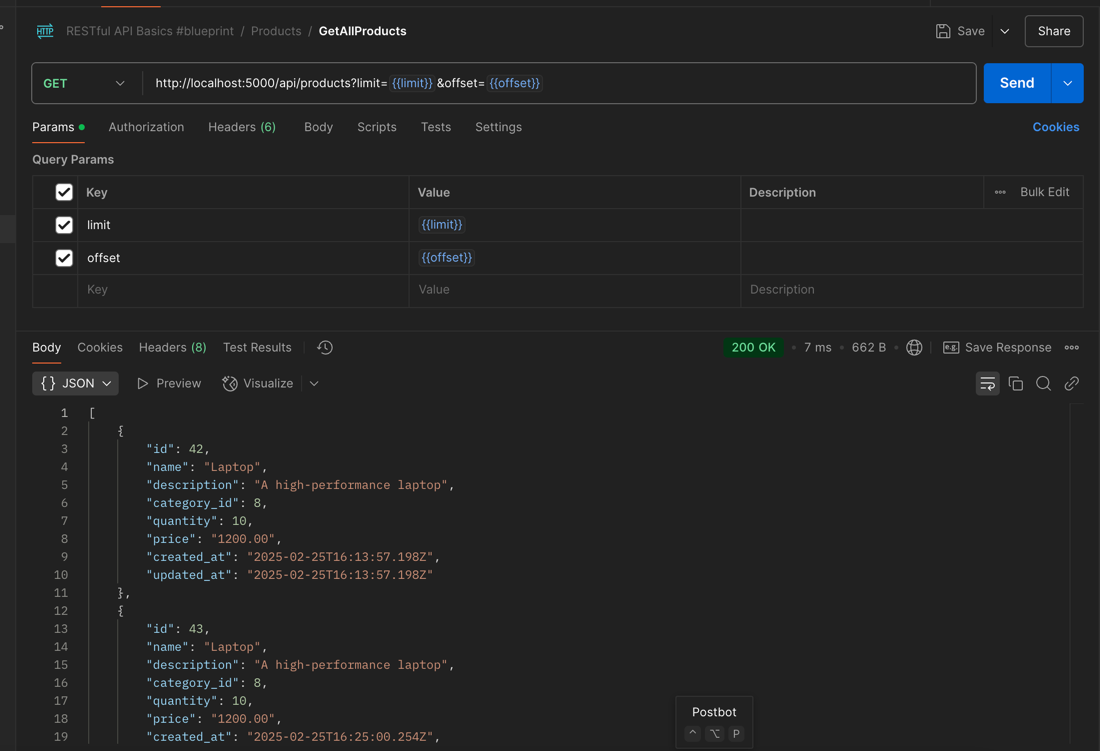 HTTP RESTful API Basics #blueprint / Products / GetAllProducts Save Share
GET http://localhost:5000/api/products?limit= {{limit}} &offset= {{offset}} Send
Params Authorization Headers (6) Body Scripts Tests Settings Cookies
Query Params
Key Value Description Bulk Edit
limit {{limit}}
offset {{offset}}
Key Value Description
Body Cookies Headers (8) Test Results 200 OK • 7 ms • 662 B • e.g. Save Response
{} JSON Preview Visualize
1 [
2 {
3 "id": 42,
4 "name": "Laptop",
5 "description": "A high-performance laptop",
6 "category_id": 8,
7 "quantity": 10,
8 "price": "1200.00",
9 "created_at": "2025-02-25T16:13:57.198Z",
10 "updated_at": "2025-02-25T16:13:57.198Z"
11 },
12 {
13 "id": 43,
14 "name": "Laptop",
15 "description": "A high-performance laptop",
16 "category_id": 8,
17 "quantity": 10,
18 "price": "1200.00",
19 "created_at": "2025-02-25T16:25:00.254Z",
Postbot
^ ⌥ P